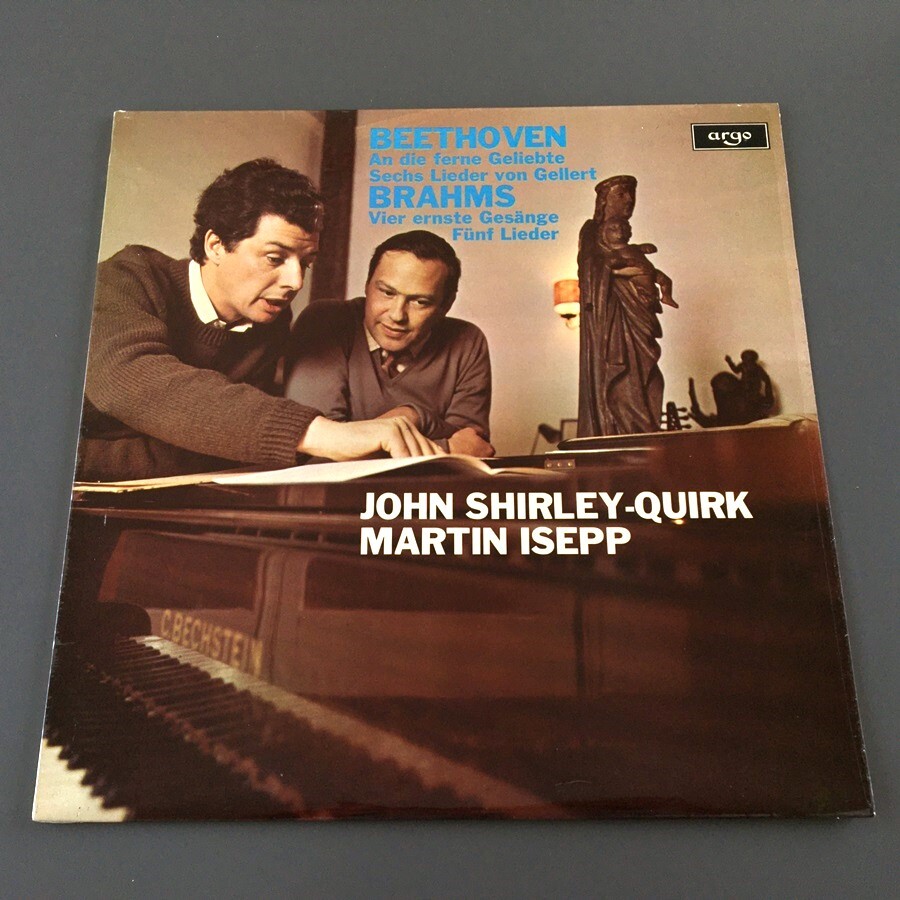 BEETHOVEN
An die ferne Geliebte
Sechs Lieder von Gellert
BRAHMS
Vier ernste Gesänge
Fünf Lieder
argo
JOHN SHIRLEY-QUIRK
MARTIN ISEPP
C.BECHSTEIN